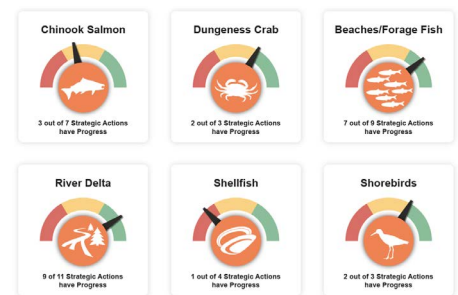 Chinook Salmon
3 out of 7 Strategic Actions
have Progress
Dungeness Crab
2 out of 3 Strategic Actions
have Progress
Beaches/Forage Fish
7 out of 9 Strategic Actions
have Progress
River Delta
9 of 11 Strategic Actions
have Progress
Shellfish
1 out of 4 Strategic Actions
have Progress
Shorebirds
2 out of 3 Strategic Actions
have Progress